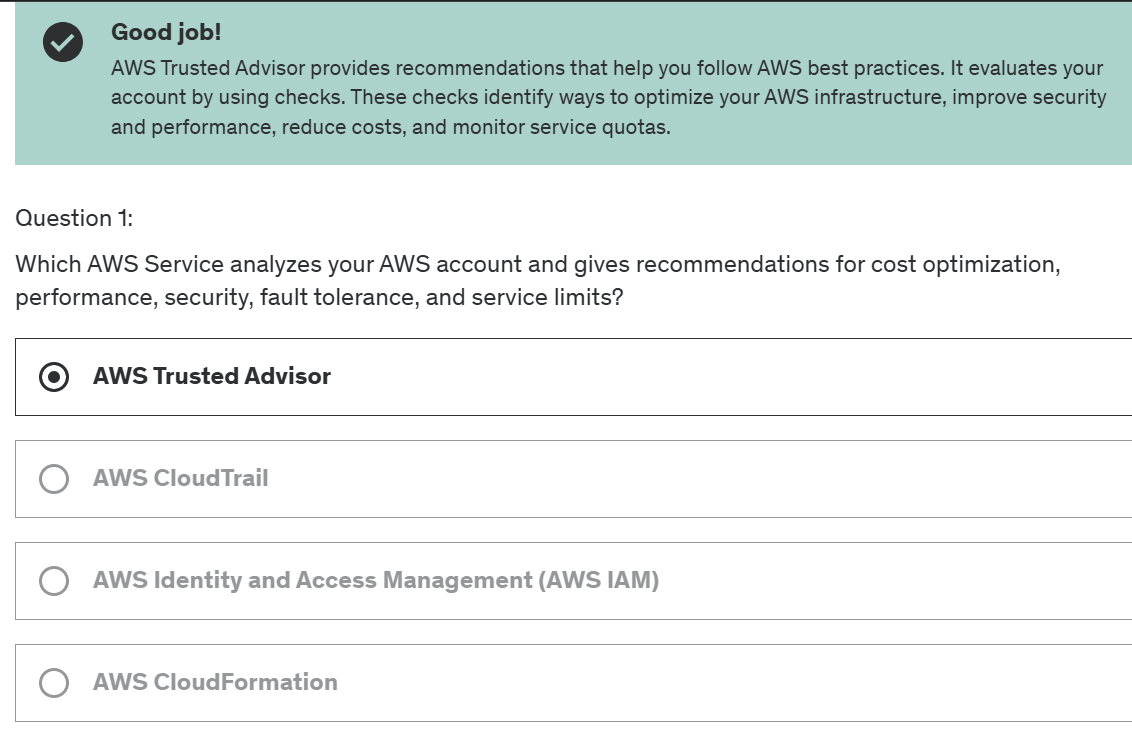 Good job!
AWS Trusted Advisor provides recommendations that help you follow AWS best practices. It evaluates your
account by using checks. These checks identify ways to optimize your AWS infrastructure, improve security
and performance, reduce costs, and monitor service quotas.
Question 1:
Which AWS Service analyzes your AWS account and gives recommendations for cost optimization,
performance, security, fault tolerance, and service limits?
AWS Trusted Advisor
AWS CloudTrail
AWS Identity and Access Management (AWS IAM)
AWS CloudFormation